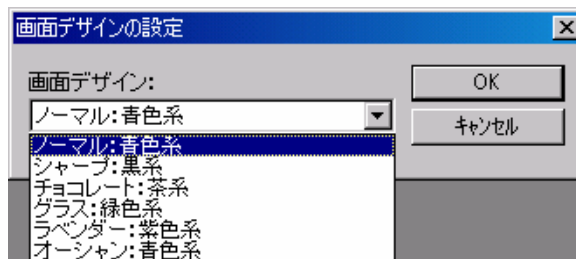 画面デザインの設定
画面デザイン:
OK
ノーマル:青色系
キャンセル
ノーマル:青色系
シャープ:黒系
チョコレート:茶系
グラス:緑色系
ラベンダー:紫色系
オーシャン:青色系